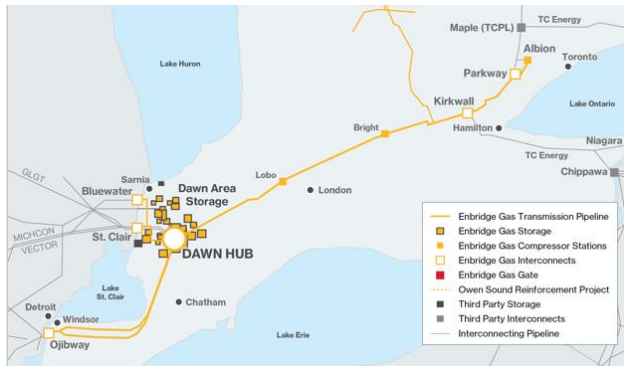 TC Energy
Maple (TCPL)
Albion
Toronto
Parkway
Lake Huron
Kirkwall
Lake Ontario
Bright
Hamilton
Niagara
TC Energy
Chippawa
GLGT
Sarnia
Dawn Area
Storage
Lobo
London
Bluewater
MICHCON
VECTOR
St. Clair
DAWN HUB
Lake
St. Clair
Chatham
Detroit
Windsor
Ojibway
Lake Erie
Enbridge Gas Transmission Pipeline
Enbridge Gas Storage
Enbridge Gas Compressor Stations
Enbridge Gas Interconnects
Enbridge Gas Gate
Owen Sound Reinforcement Project
Third Party Storage
Third Party Interconnects
Interconnecting Pipeline